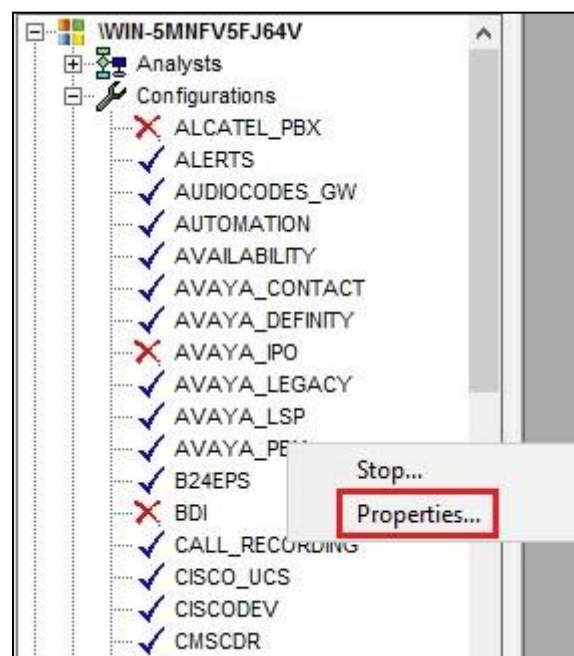 \WIN-5MNFV5FJ64V
Analysts
Configurations
ALCATEL_PBX
ALERTS
AUDIOCODES_GW
AUTOMATION
AVAILABILITY
AVAYA_CONTACT
AVAYA_DEFINITY
AVAYA_IPO
AVAYA_LEGACY
AVAYA_LSP
Stop...
B24EPS
BDI
Properties...
CALL_RECORDING
CISCO_UCS
CISCODEV
CMSCDR